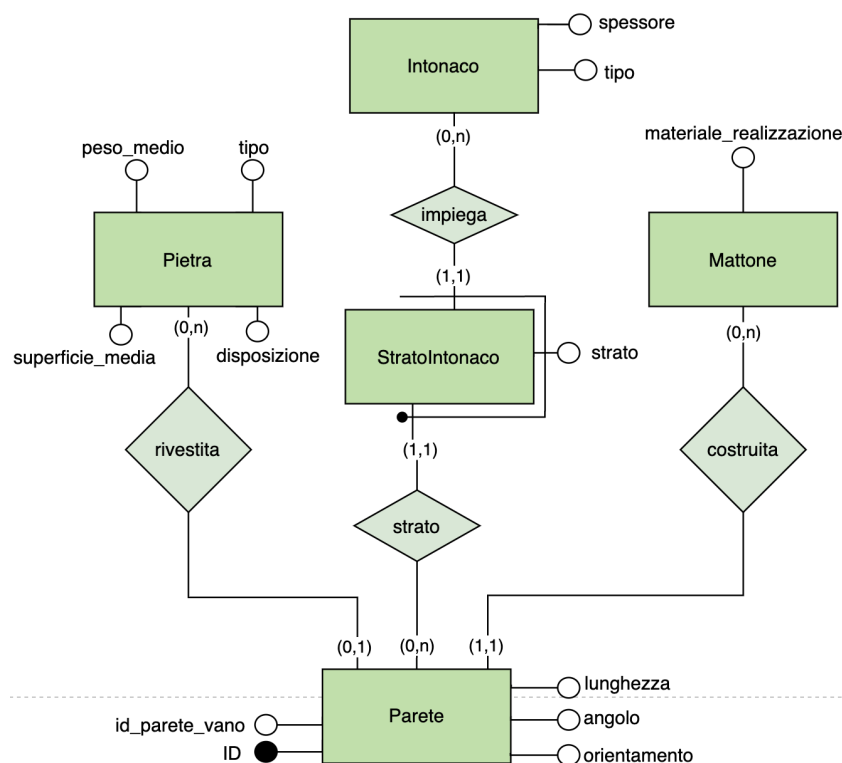 spessore
Intonaco
tipo
(0,n)
materiale_realizzazione
peso_medio
tipo
impiega
Pietra
Mattone
(1,1)
(0,n)
(0,n)
superficie_media
disposizione
StratoIntonaco
strato
rivestita
(1,1)
costruita
strato
(0,1)
(0,n)
(1,1)
lunghezza
Parete
angolo
id_parete_vano
ID
orientamento